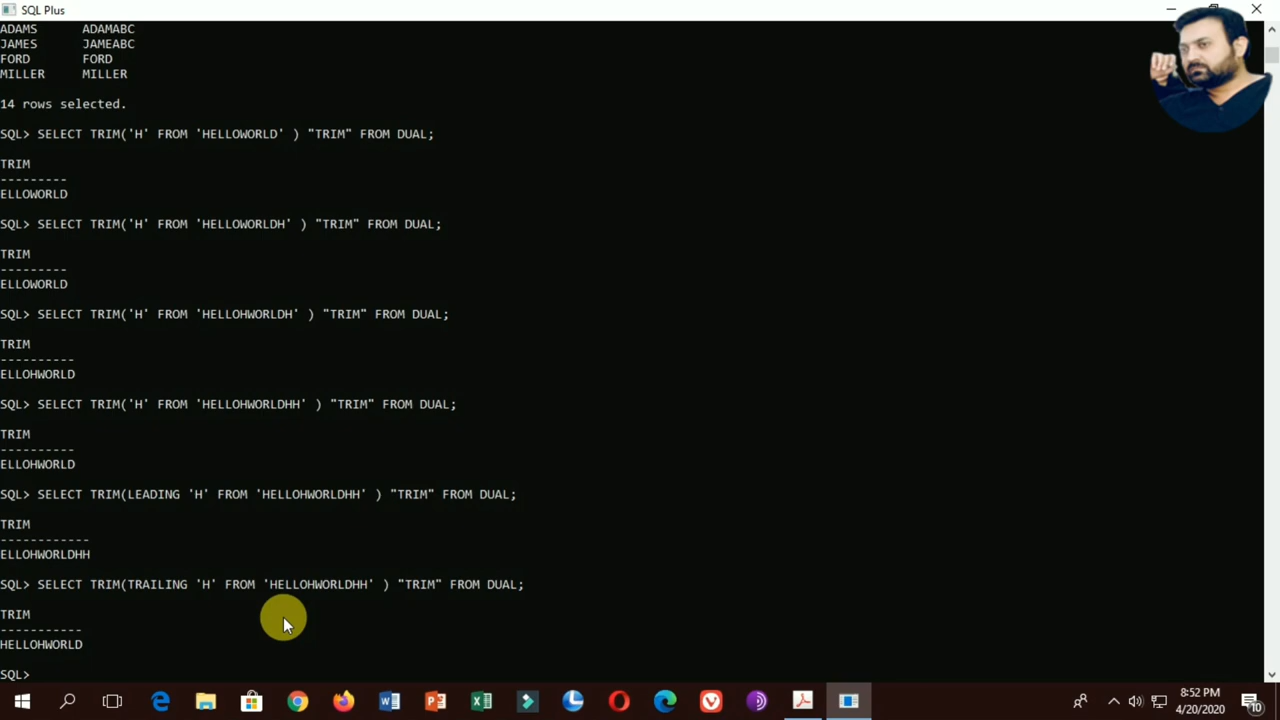 SQL Plus
ADAMS      ADAMABC
JAMES      JAMEABC
FORD       FORD
MILLER     MILLER
14 rows selected.
SQL> SELECT TRIM('H' FROM 'HELLOWORLD' ) "TRIM" FROM DUAL;
TRIM
---------
ELLOWORLD
SQL> SELECT TRIM('H' FROM 'HELLOWORLDH' ) "TRIM" FROM DUAL;
TRIM
---------
ELLOWORLD
SQL> SELECT TRIM('H' FROM 'HELLOHWORLDH' ) "TRIM" FROM DUAL;
TRIM
----------
ELLOHWORLD
SQL> SELECT TRIM('H' FROM 'HELLOHWORLDHH' ) "TRIM" FROM DUAL;
TRIM
----------
ELLOHWORLD
SQL> SELECT TRIM(LEADING 'H' FROM 'HELLOHWORLDHH' ) "TRIM" FROM DUAL;
TRIM
------------
ELLOHWORLDHH
SQL> SELECT TRIM(TRAILING 'H' FROM 'HELLOHWORLDHH' ) "TRIM" FROM DUAL;
TRIM
-----------
HELLOHWORLD
SQL>
8:52 PM
4/20/2020
10